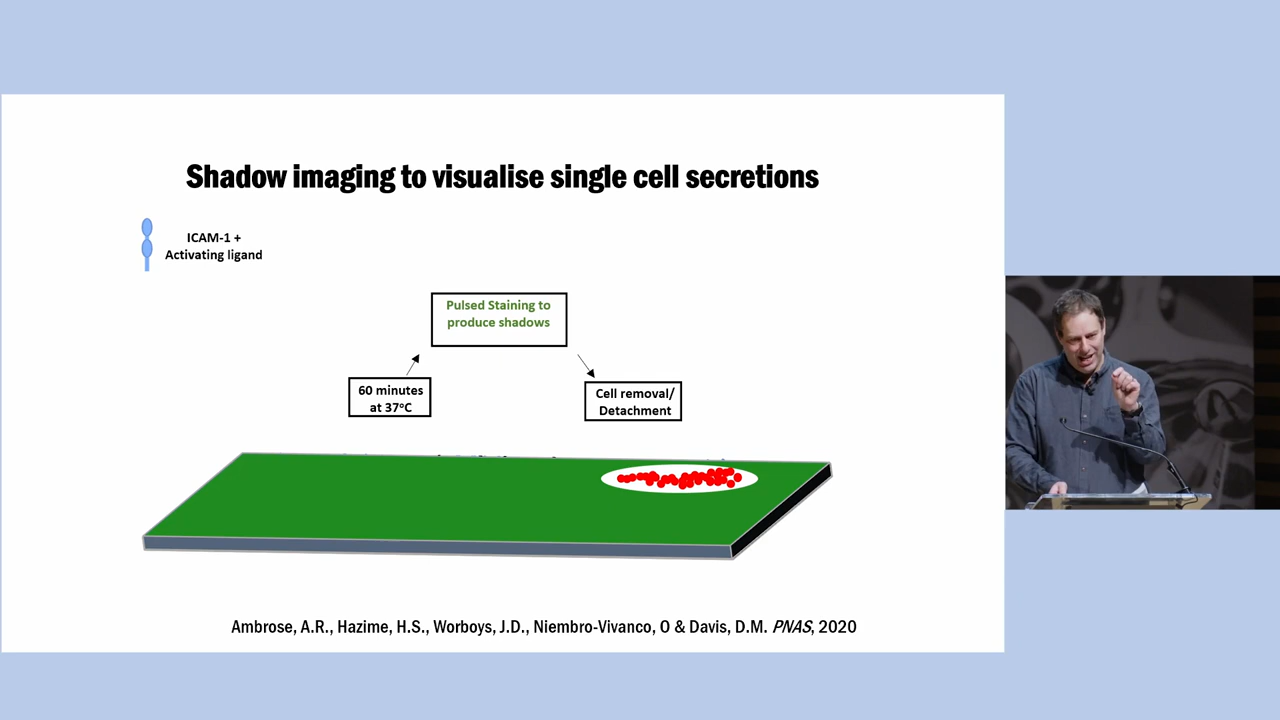 Shadow imaging to visualise single cell secretions
ICAM-1 +
Activating ligand
Pulsed Staining to
produce shadows
60 minutes
at 37°C
Cell removal/
Detachment
Ambrose, A.R., Hazime, H.S., Worboys, J.D., Niembro-Vivanco, O & Davis, D.M. PNAS, 2020